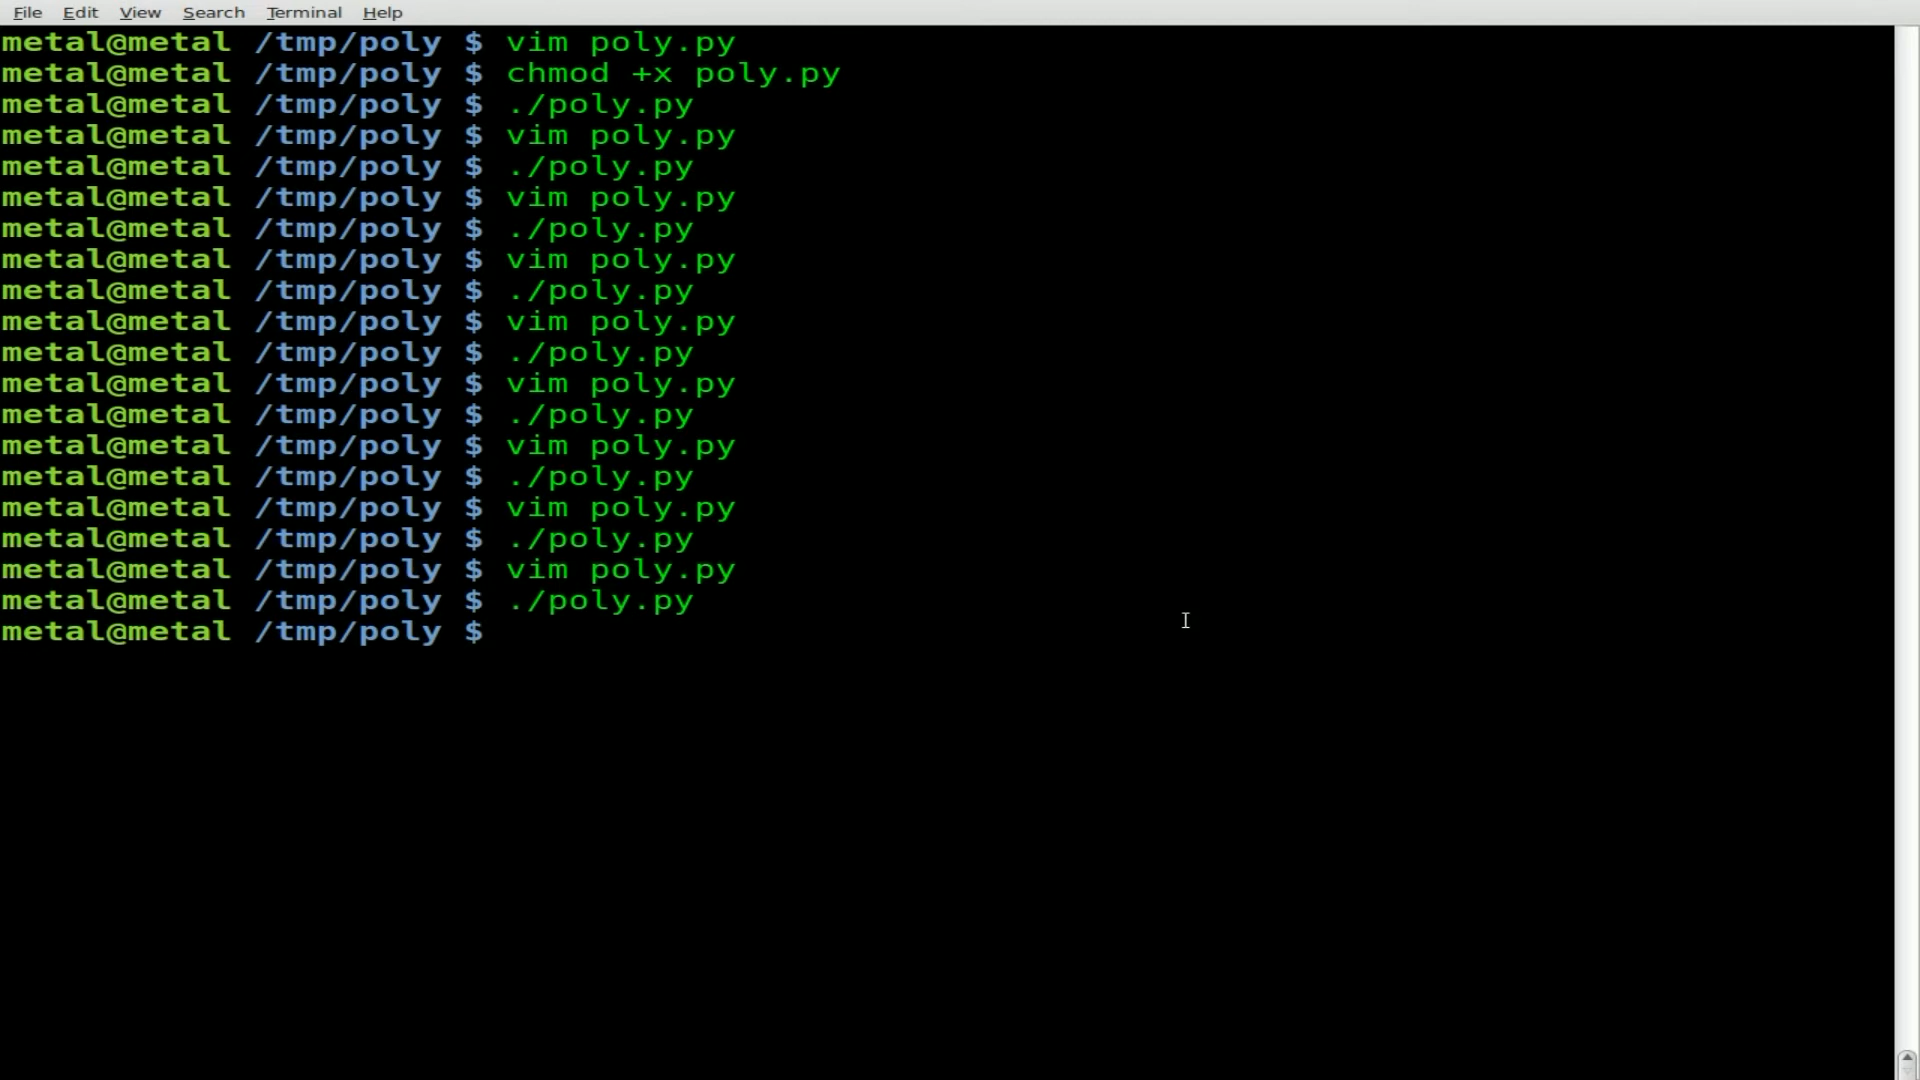 File Edit View Search Terminal Help
metal@metal /tmp/poly $ vim poly.py
metal@metal /tmp/poly $ chmod +x poly.py
metal@metal /tmp/poly $ ./poly.py
metal@metal /tmp/poly $ vim poly.py
metal@metal /tmp/poly $ ./poly.py
metal@metal /tmp/poly $ vim poly.py
metal@metal /tmp/poly $ ./poly.py
metal@metal /tmp/poly $ vim poly.py
metal@metal /tmp/poly $ ./poly.py
metal@metal /tmp/poly $ vim poly.py
metal@metal /tmp/poly $ ./poly.py
metal@metal /tmp/poly $ vim poly.py
metal@metal /tmp/poly $ ./poly.py
metal@metal /tmp/poly $ vim poly.py
metal@metal /tmp/poly $ ./poly.py
metal@metal /tmp/poly $ vim poly.py
metal@metal /tmp/poly $ ./poly.py
metal@metal /tmp/poly $ vim poly.py
metal@metal /tmp/poly $ ./poly.py
metal@metal /tmp/poly $